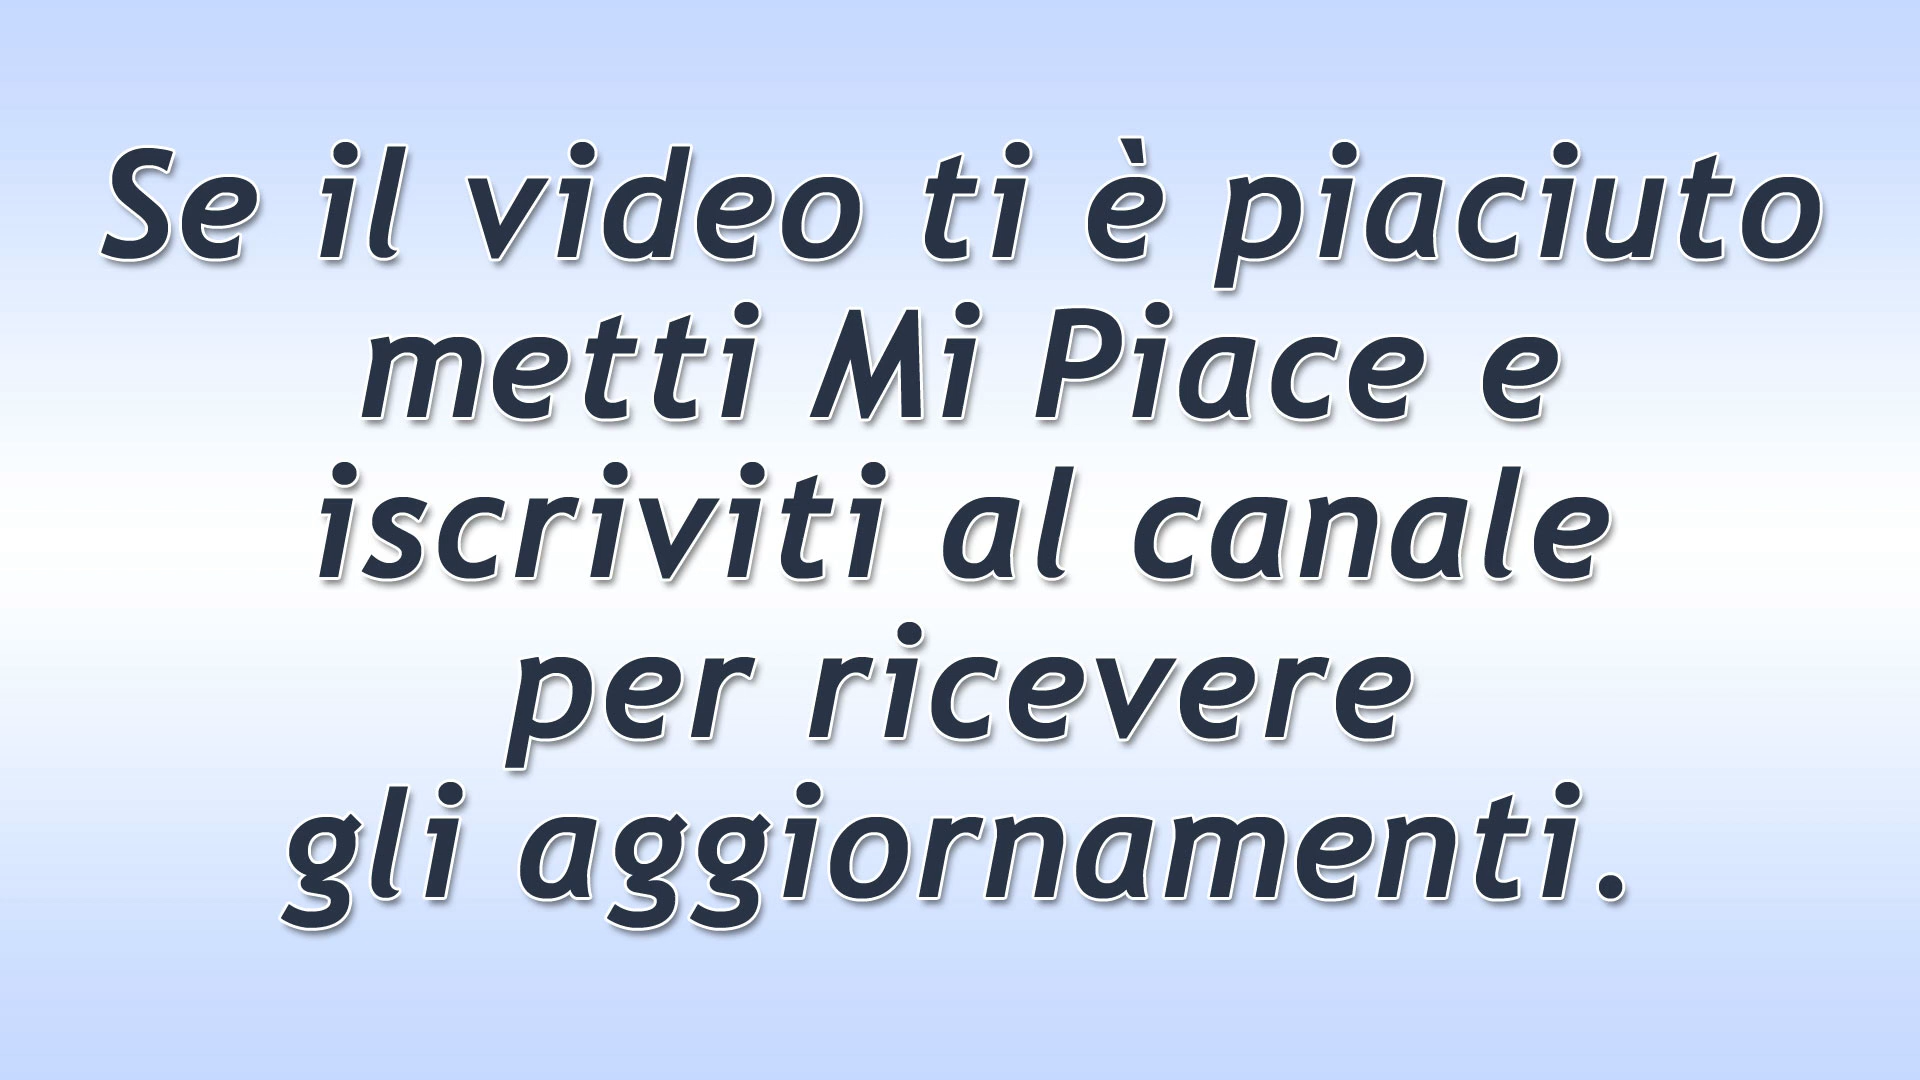 Se il video ti è piaciuto
metti Mi Piace e
iscriviti al canale
per ricevere
gli aggiornamenti.